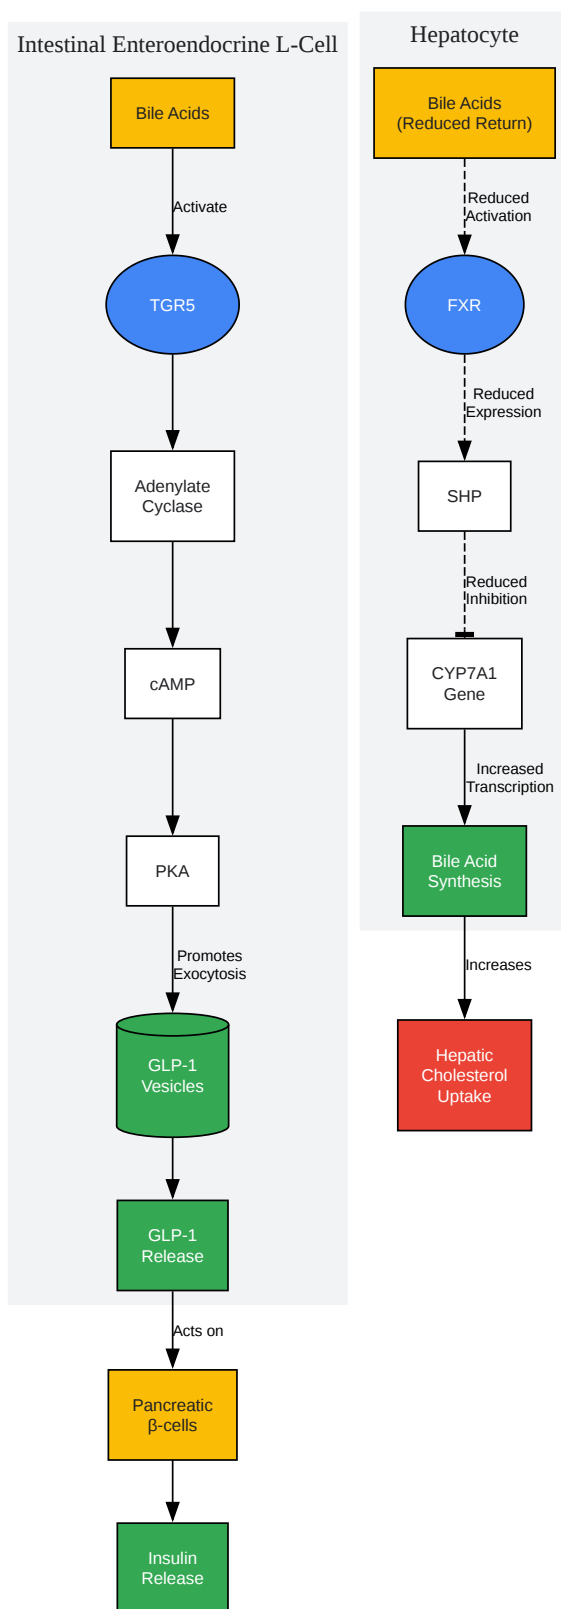 Intestinal Enteroendocrine L-Cell
Bile Acids
Activate
TGR5
Adenylate
Cyclase
cAMP
PKA
Promotes
Exocytosis
GLP-1
Vesicles
GLP-1
Release
Acts on
Pancreatic
β-cells
Insulin
Release
Hepatocyte
Bile Acids
(Reduced Return)
Reduced
Activation
FXR
Reduced
Expression
SHP
Reduced
Inhibition
CYP7A1
Gene
Increased
Transcription
Bile Acid
Synthesis
Increases
Hepatic
Cholesterol
Uptake